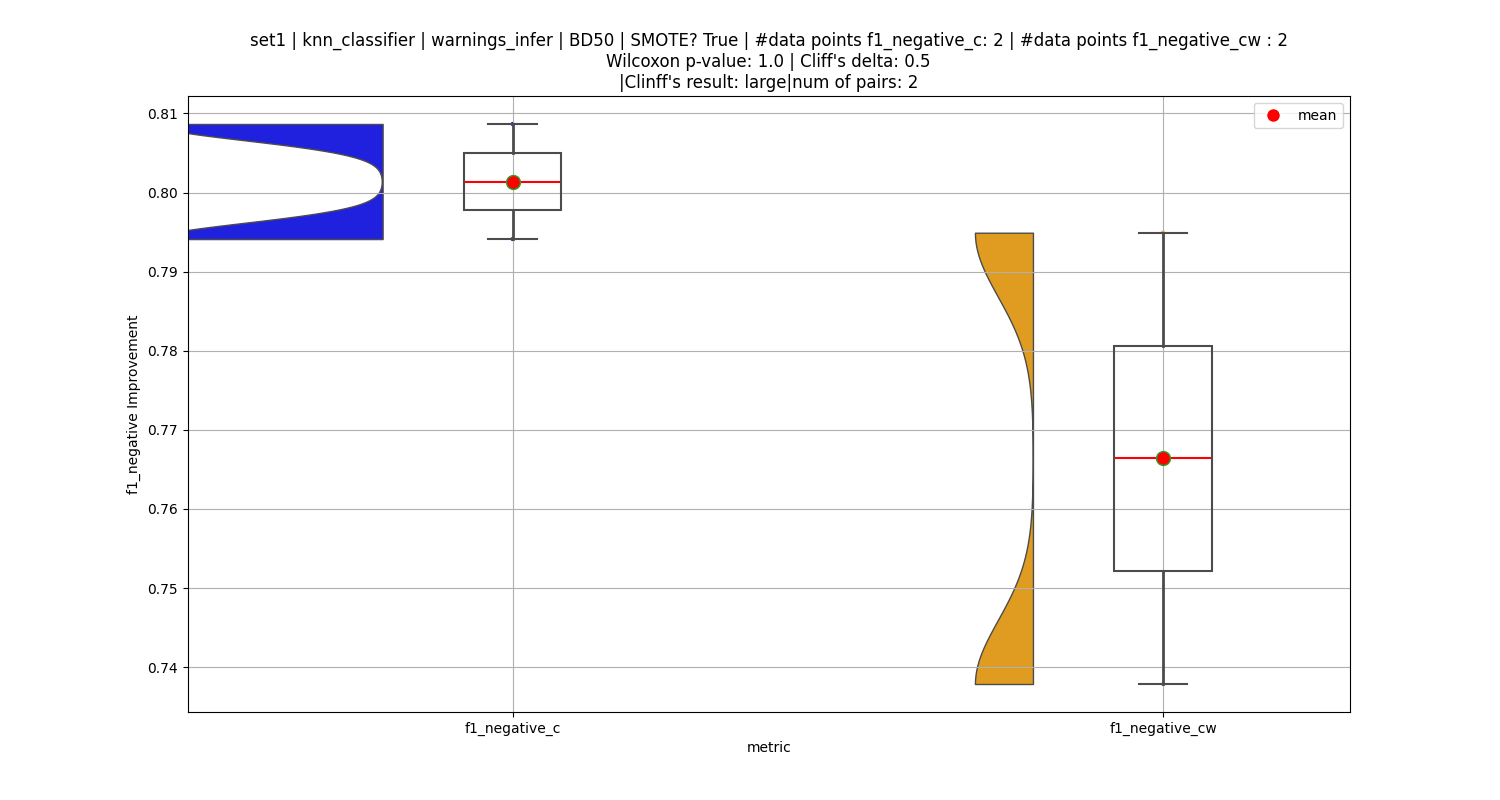 set1 | knn_classifier | warnings_infer | BD50 | SMOTE? True | #data points f1_negative_c: 2 | #data points f1_negative_cw : 2
Wilcoxon p-value: 1.0 | Cliff's delta: 0.5
|Clinff's result: large|num of pairs: 2
mean
0.81
0.80
0.79
0.78
0.77
0.76
0.75
0.74
f1_negative Improvement
f1_negative_c
f1_negative_cw
metric